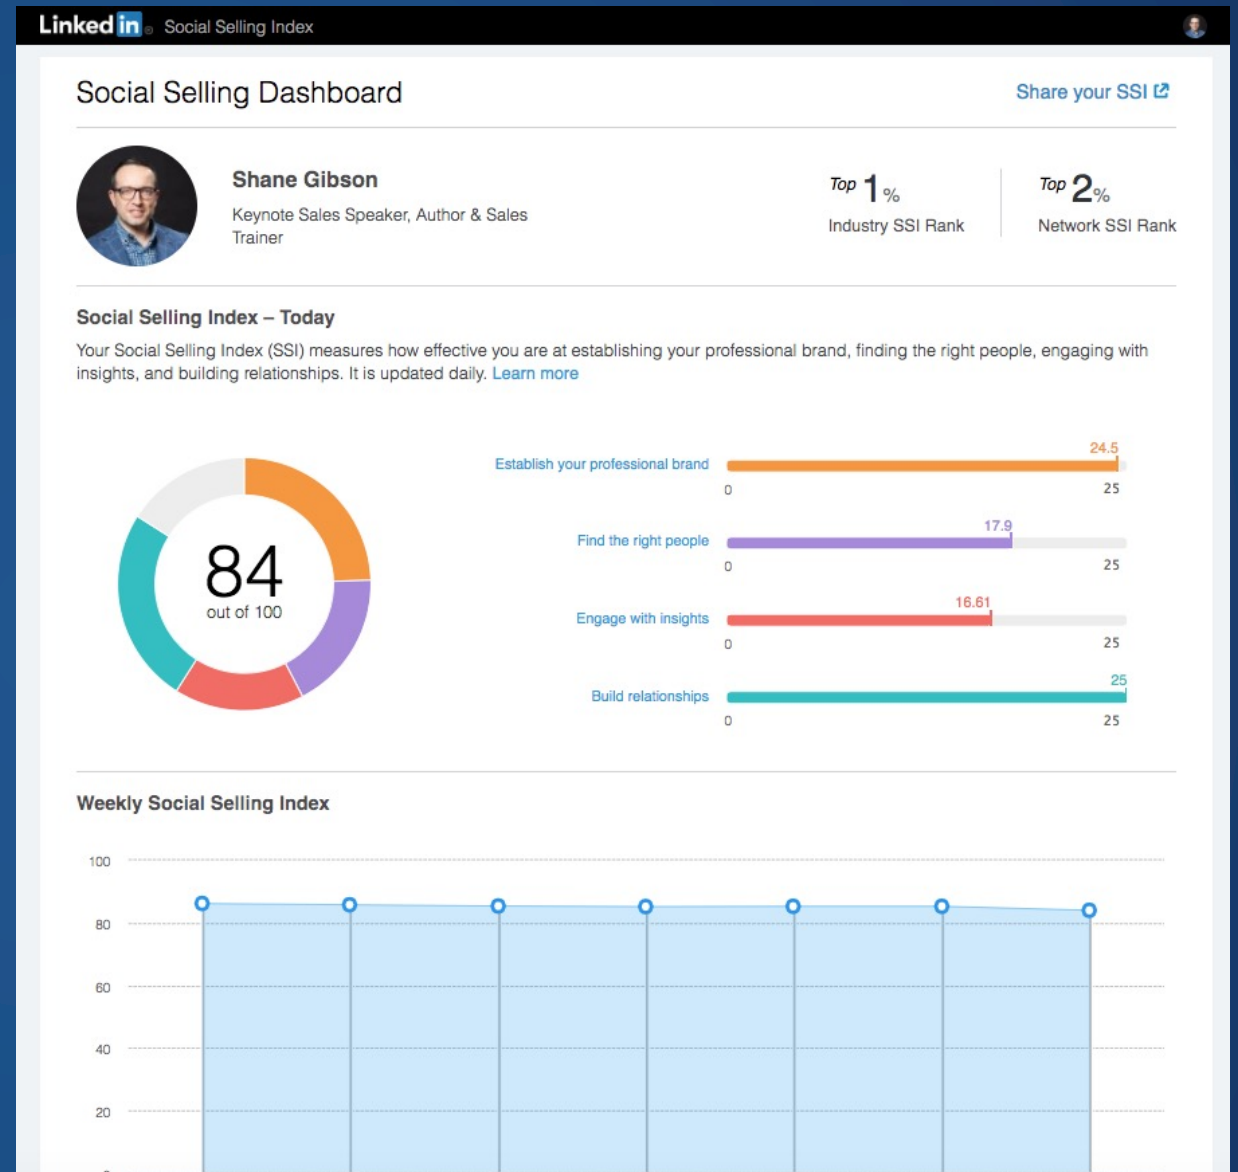 Linked in ® Social Selling Index
Social Selling Dashboard
Share your SSI
Shane Gibson
Keynote Sales Speaker, Author & Sales
Trainer
Top 1%
Industry SSI Rank
Top 2%
Network SSI Rank
Social Selling Index – Today
Your Social Selling Index (SSI) measures how effective you are at establishing your professional brand, finding the right people, engaging with
insights, and building relationships. It is updated daily. Learn more
84
out of 100
24.5
Establish your professional brand
0 25
17.9
Find the right people
0 25
16.61
Engage with insights
0 25
25
Build relationships
0 25
Weekly Social Selling Index
100
80
60
40
20